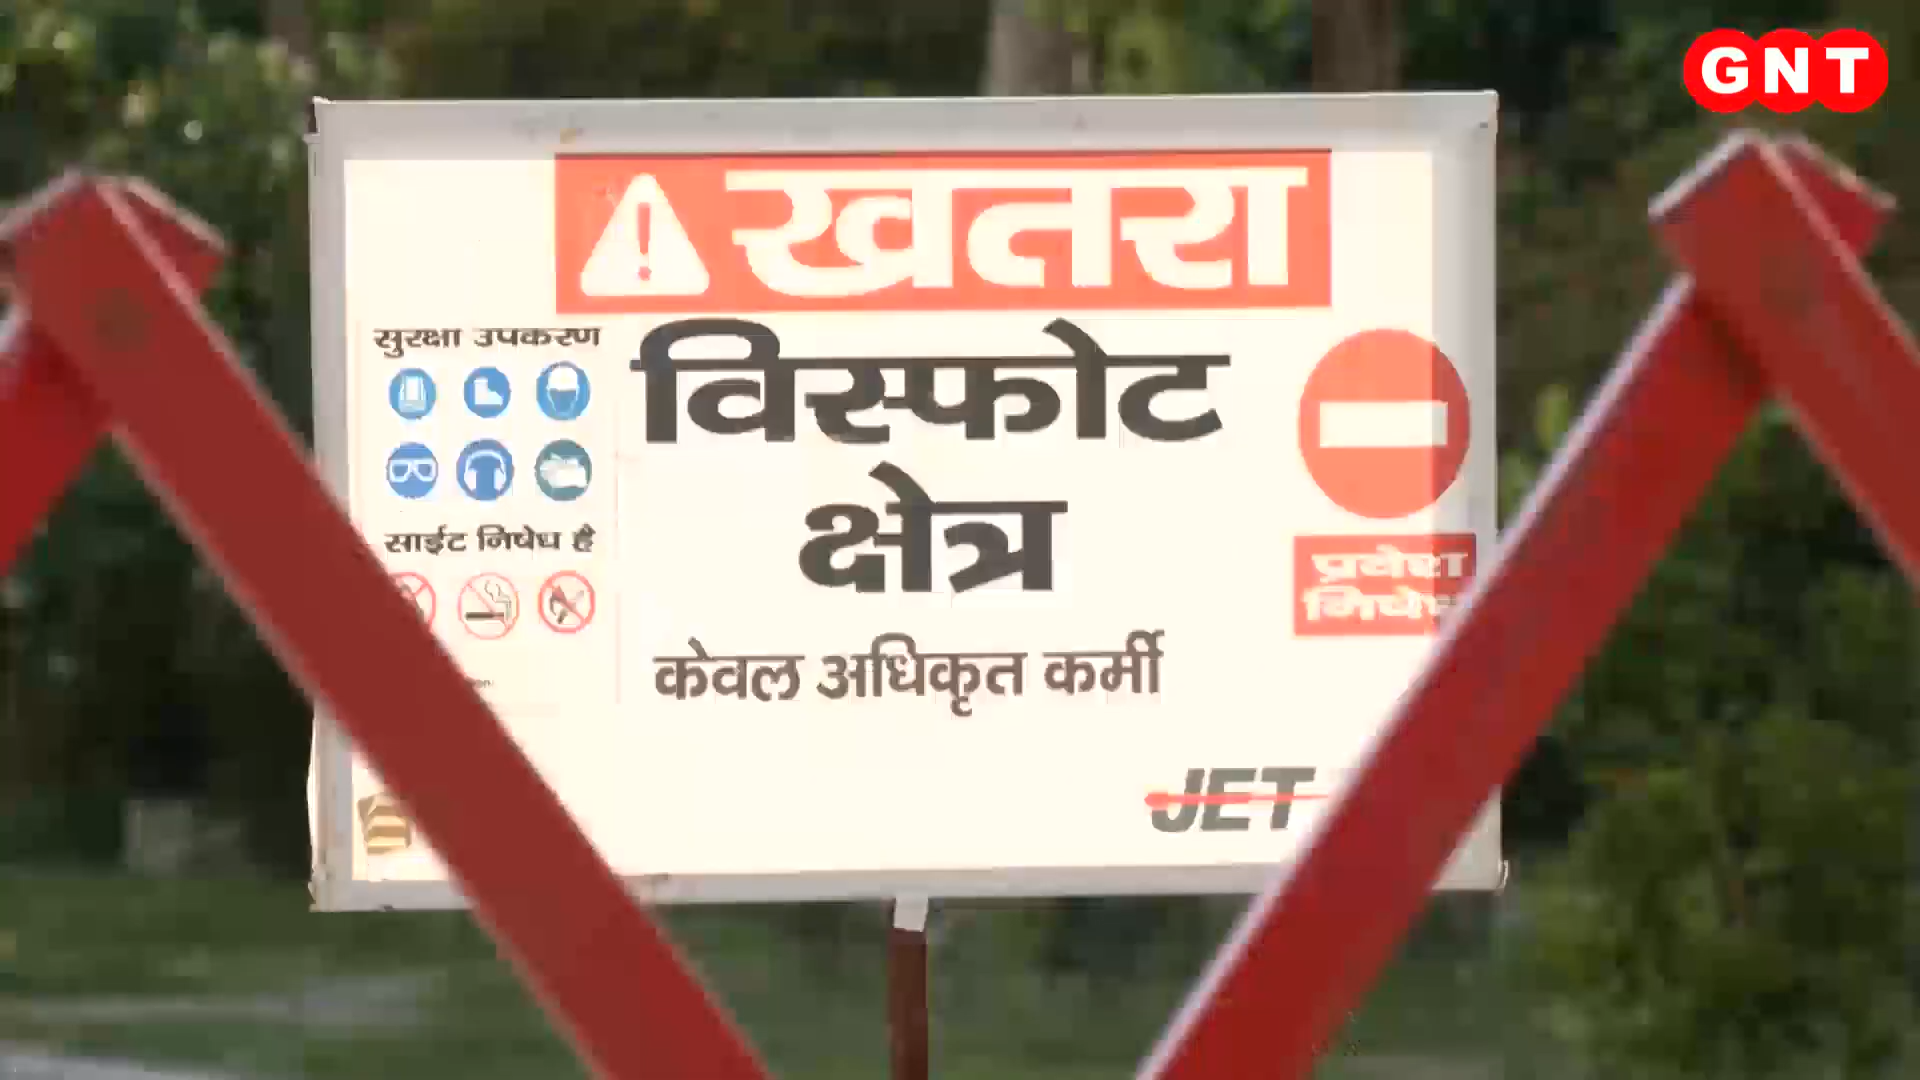 GNT
खतरा
सुरक्षा उपकरण
विस्फोट
क्षेत्र
साईट निषेध है
प्रवेश
केवल अधिकृत कर्मी
JET